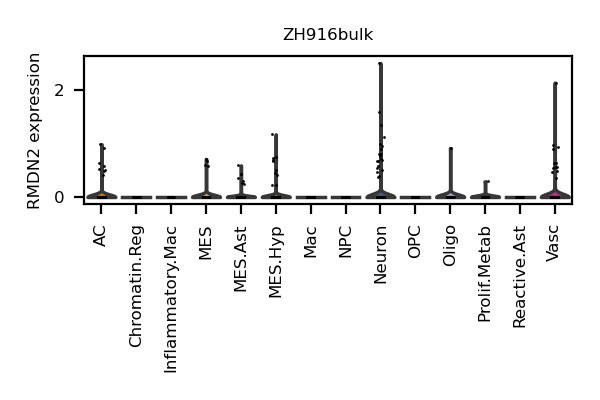 ZH916bulk
RMDN2 expression
2
0
AC
Chromatin.Reg
Inflammatory.Mac
MES
MES.Ast
MES.Hyp
Mac
NPC
Neuron
OPC
Oligo
Prolif.Metab
Reactive.Ast
Vasc